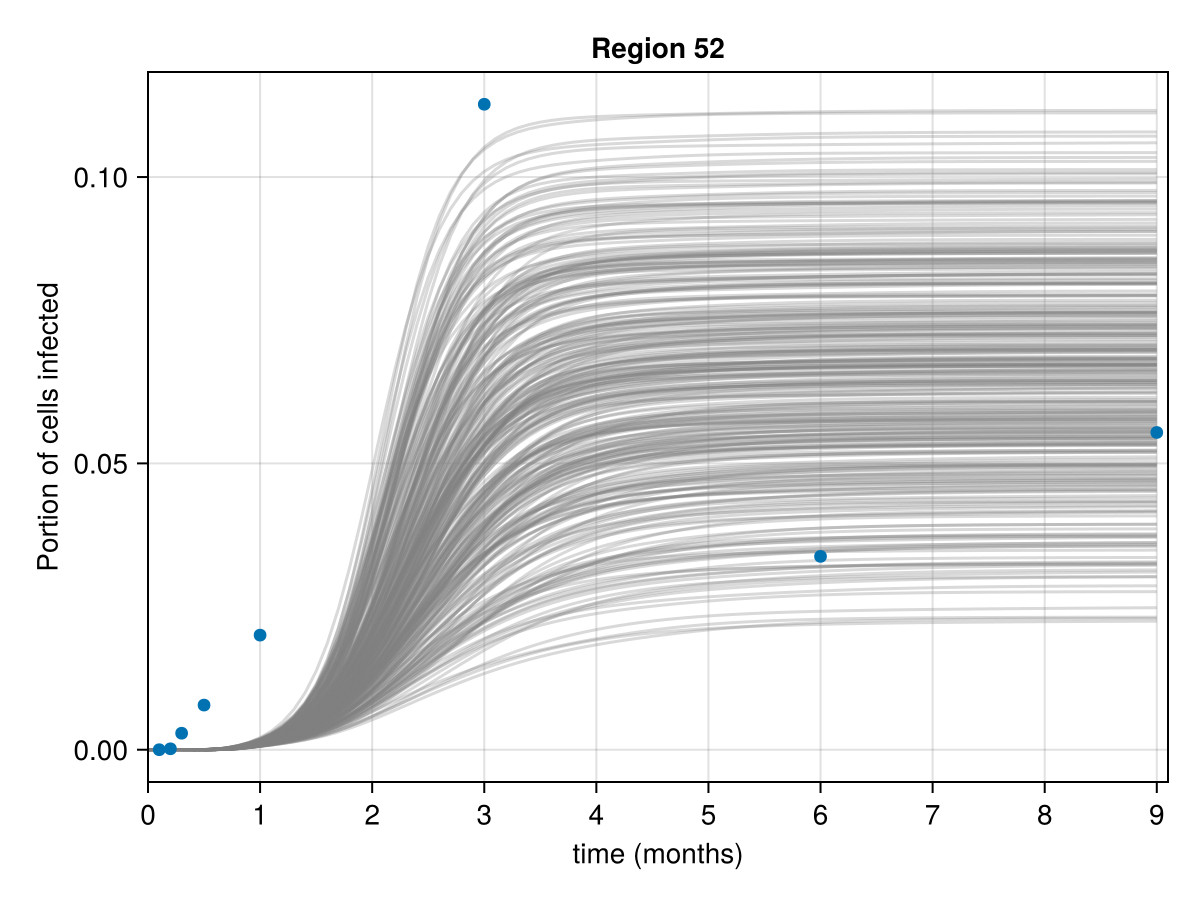 Region 52
Portion of cells infected
0.10
0.05
0.00
0 1 2 3 4 5 6 7 8 9
time (months)